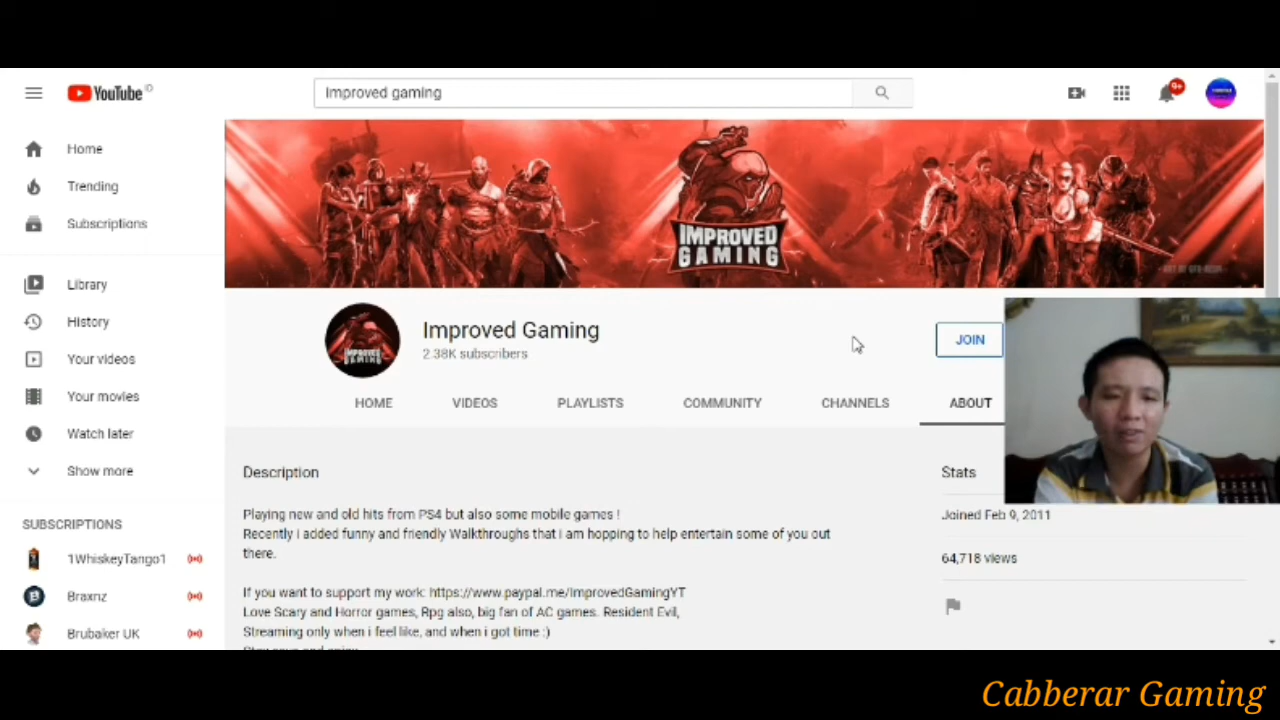 YouTube
Improved gaming
9+
Home
Trending
Subscriptions
Library
History
Your videos
Your movies
Watch later
Show more
SUBSCRIPTIONS
1WhiskeyTango1
Braxnz
Brubaker UK
IMPROVED
GAMING
Improved Gaming
2.38K subscribers
JOIN
HOME VIDEOS PLAYLISTS COMMUNITY CHANNELS ABOUT
Description
Playing new and old hits from PS4 but also some mobile games !
Recently i added funny and friendly Walkthroughs that i am hopping to help entertain some of you out
there.
If you want to support my work: https://www.paypal.me/ImprovedGamingYT
Love Scary and Horror games, Rpg also, big fan of AC games. Resident Evil,
Streaming only when i feel like, and when i got time :)
Stats
Joined Feb 9, 2011
64,718 views
Cabberar Gaming